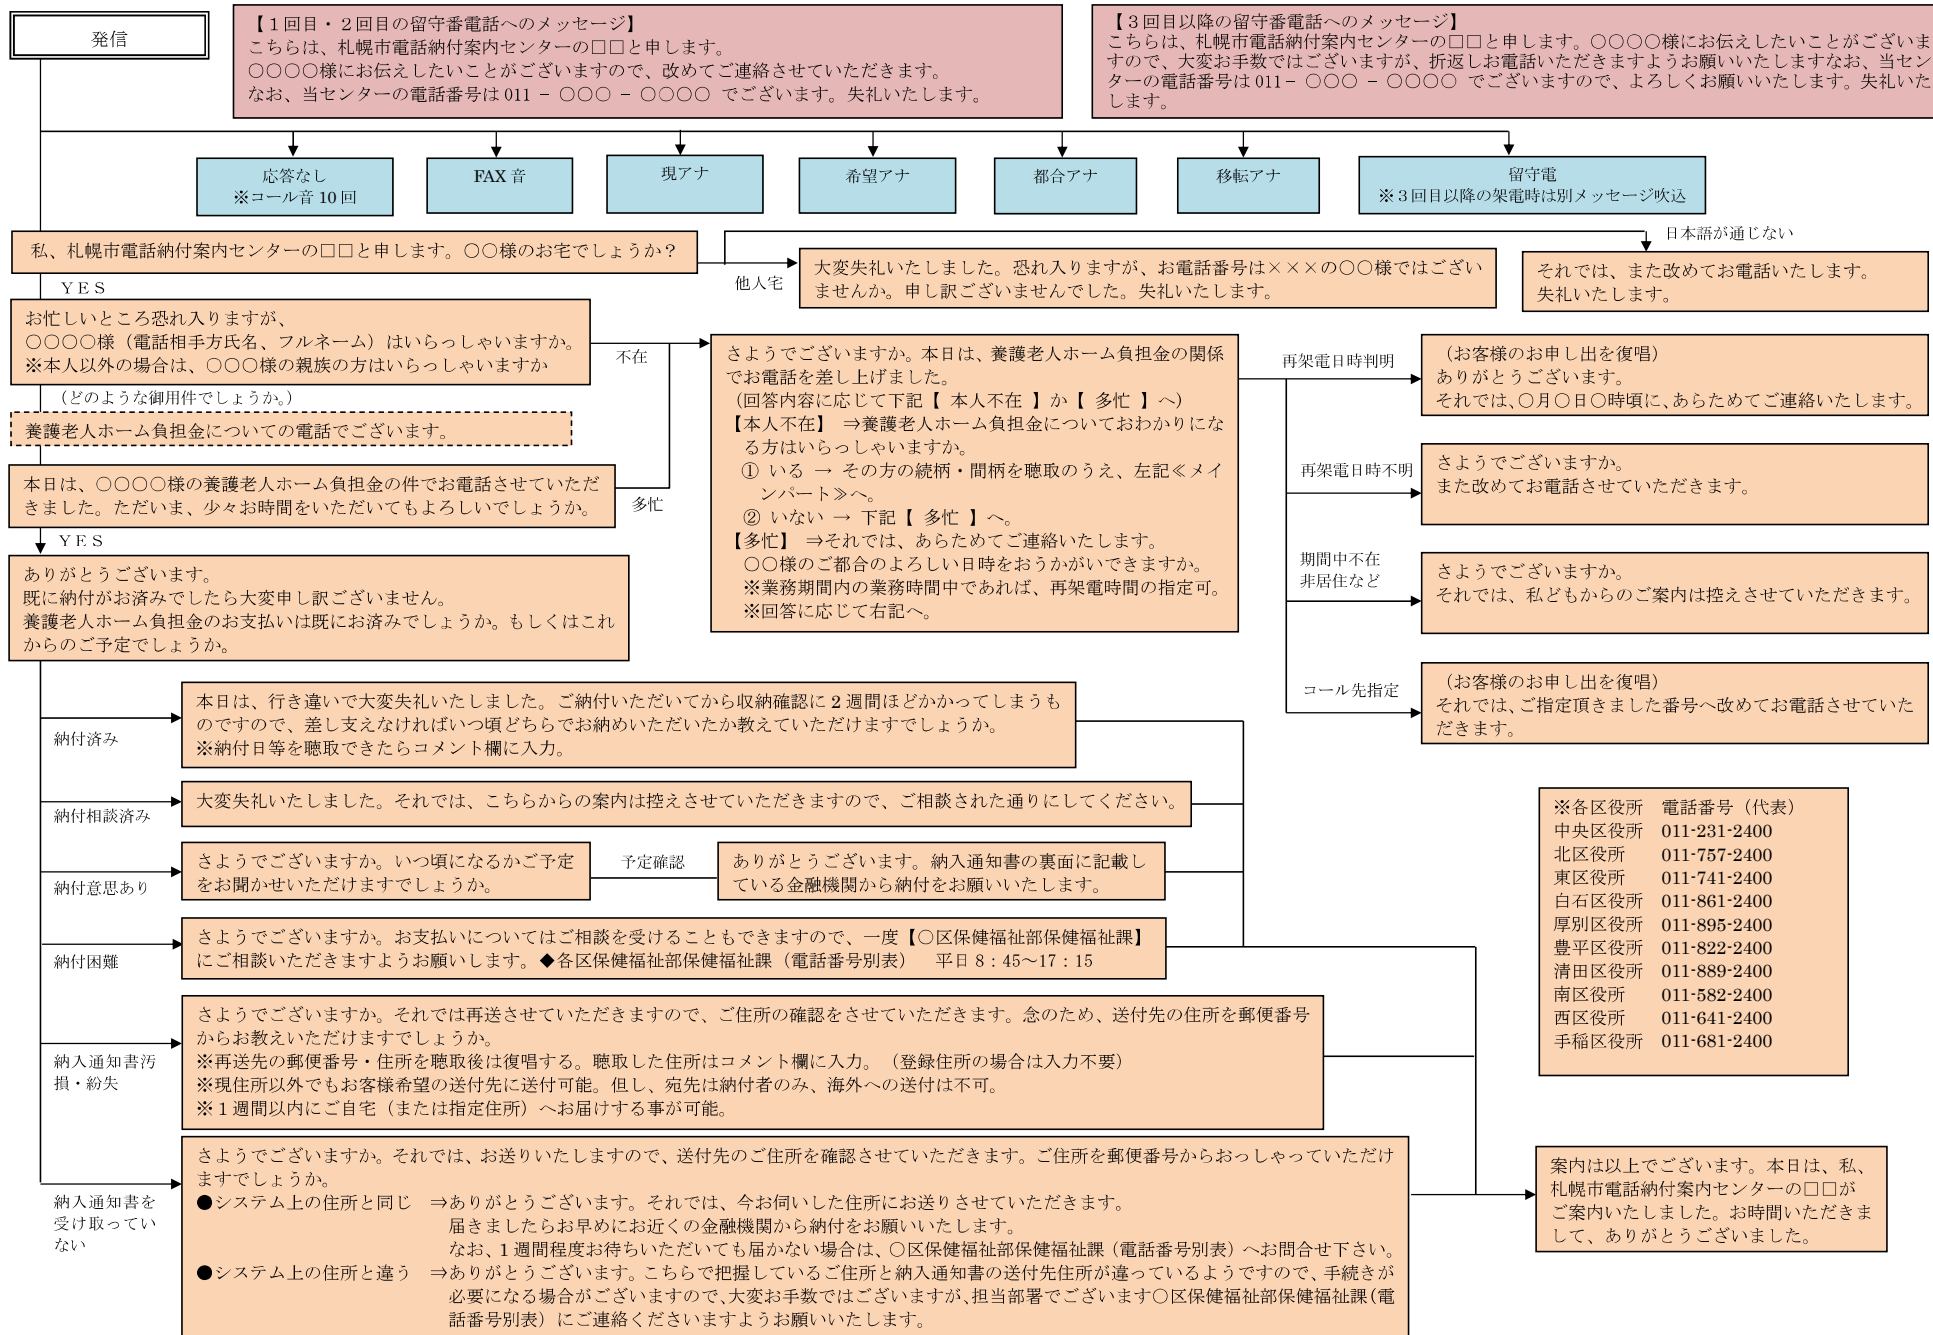 発信
【１回目・２回目の留守番電話へのメッセージ】
こちらは、札幌市電話納付案内センターの□□と申します。
〇〇〇〇様にお伝えしたいことがございますので、改めてご連絡させていただきます。
なお、当センターの電話番号は 011 − 〇〇〇 − 〇〇〇〇 でございます。失礼いたします。
【３回目以降の留守番電話へのメッセージ】
こちらは、札幌市電話納付案内センターの□□と申します。〇〇〇〇様にお伝えしたいことがございま
すので、大変お手数ではございますが、折返しお電話いただきますようお願いいたしますなお、当セン
ターの電話番号は 011− 〇〇〇 − 〇〇〇〇 でございますので、よろしくお願いいたします。失礼いた
します。
応答なし
※コール音 10 回
FAX 音
現アナ
希望アナ
都合アナ
移転アナ
留守電
※３回目以降の架電時は別メッセージ吹込
私、札幌市電話納付案内センターの□□と申します。〇〇様のお宅でしょうか？
他人宅
大変失礼いたしました。恐れ入りますが、お電話番号は×××の〇〇様ではござい
ませんか。申し訳ございませんでした。失礼いたします。
日本語が通じない
それでは、また改めてお電話いたします。
失礼いたします。
ＹＥＳ
お忙しいところ恐れ入りますが、
〇〇〇〇様（電話相手方氏名、フルネーム）はいらっしゃいますか。
※本人以外の場合は、〇〇〇様の親族の方はいらっしゃいますか
不在
（どのような御用件でしょうか。）
養護老人ホーム負担金についての電話でございます。
本日は、〇〇〇〇様の養護老人ホーム負担金の件でお電話させていただ
きました。ただいま、少々お時間をいただいてもよろしいでしょうか。
多忙
ＹＥＳ
ありがとうございます。
既に納付がお済みでしたら大変申し訳ございません。
養護老人ホーム負担金のお支払いは既にお済みでしょうか。もしくはこれ
からのご予定でしょうか。
さようでございますか。本日は、養護老人ホーム負担金の関係
でお電話を差し上げました。
（回答内容に応じて下記【 本人不在 】か【 多忙 】へ）
【本人不在】 ⇒養護老人ホーム負担金についておわかりにな
る方はいらっしゃいますか。
① いる → その方の続柄・間柄を聴取のうえ、左記≪メイ
ンパート≫へ。
② いない → 下記【 多忙 】へ。
【多忙】 ⇒それでは、あらためてご連絡いたします。
〇〇様のご都合のよろしい日時をおうかがいできますか。
※業務期間内の業務時間中であれば、再架電時間の指定可。
※回答に応じて右記へ。
再架電日時判明
（お客様のお申し出を復唱）
ありがとうございます。
それでは、〇月〇日〇時頃に、あらためてご連絡いたします。
再架電日時不明
さようでございますか。
また改めてお電話させていただきます。
期間中不在
非居住など
さようでございますか。
それでは、私どもからのご案内は控えさせていただきます。
コール先指定
（お客様のお申し出を復唱）
それでは、ご指定頂きました番号へ改めてお電話させていた
だきます。
納付済み
本日は、行き違いで大変失礼いたしました。ご納付いただいてから収納確認に 2 週間ほどかかってしまうも
のですので、差し支えなければいつ頃どちらでお納めいただいたか教えていただけますでしょうか。
※納付日等を聴取できたらコメント欄に入力。
納付相談済み
大変失礼いたしました。それでは、こちらからの案内は控えさせていただきますので、ご相談された通りにしてください。
納付意思あり
さようでございますか。いつ頃になるかご予定
をお聞かせいただけますでしょうか。
予定確認
ありがとうございます。納入通知書の裏面に記載し
ている金融機関から納付をお願いいたします。
納付困難
さようでございますか。お支払いについてはご相談を受けることもできますので、一度【〇区保健福祉部保健福祉課】
にご相談いただきますようお願いします。◆各区保健福祉部保健福祉課（電話番号別表）　平日 8：45～17：15
納入通知書汚
損・紛失
さようでございますか。それでは再送させていただきますので、ご住所の確認をさせていただきます。念のため、送付先の住所を郵便番号
からお教えいただけますでしょうか。
※再送先の郵便番号・住所を聴取後は復唱する。聴取した住所はコメント欄に入力。（登録住所の場合は入力不要）
※現住所以外でもお客様希望の送付先に送付可能。但し、宛先は納付者のみ、海外への送付は不可。
※１週間以内にご自宅（または指定住所）へお届けする事が可能。
納入通知書を
受け取ってい
ない
さようでございますか。それでは、お送りいたしますので、送付先のご住所を確認させていただきます。ご住所を郵便番号からおっしゃっていただけ
ますでしょうか。
●システム上の住所と同じ　⇒ありがとうございます。それでは、今お伺いした住所にお送りさせていただきます。
届きましたらお早めにお近くの金融機関から納付をお願いいたします。
なお、１週間程度お待ちいただいても届かない場合は、〇区保健福祉部保健福祉課（電話番号別表）へお問合せ下さい。
●システム上の住所と違う　⇒ありがとうございます。こちらで把握しているご住所と納入通知書の送付先住所が違っているようですので、手続きが
必要になる場合がございますので、大変お手数ではございますが、担当部署でございます〇区保健福祉部保健福祉課（電
話番号別表）にご連絡くださいますようお願いいたします。
※各区役所　電話番号（代表）
中央区役所　011-231-2400
北区役所　011-757-2400
東区役所　011-741-2400
白石区役所　011-861-2400
厚別区役所　011-895-2400
豊平区役所　011-822-2400
清田区役所　011-889-2400
南区役所　011-582-2400
西区役所　011-641-2400
手稲区役所　011-681-2400
案内は以上でございます。本日は、私、
札幌市電話納付案内センターの□□が
ご案内いたしました。お時間いただきま
して、ありがとうございました。